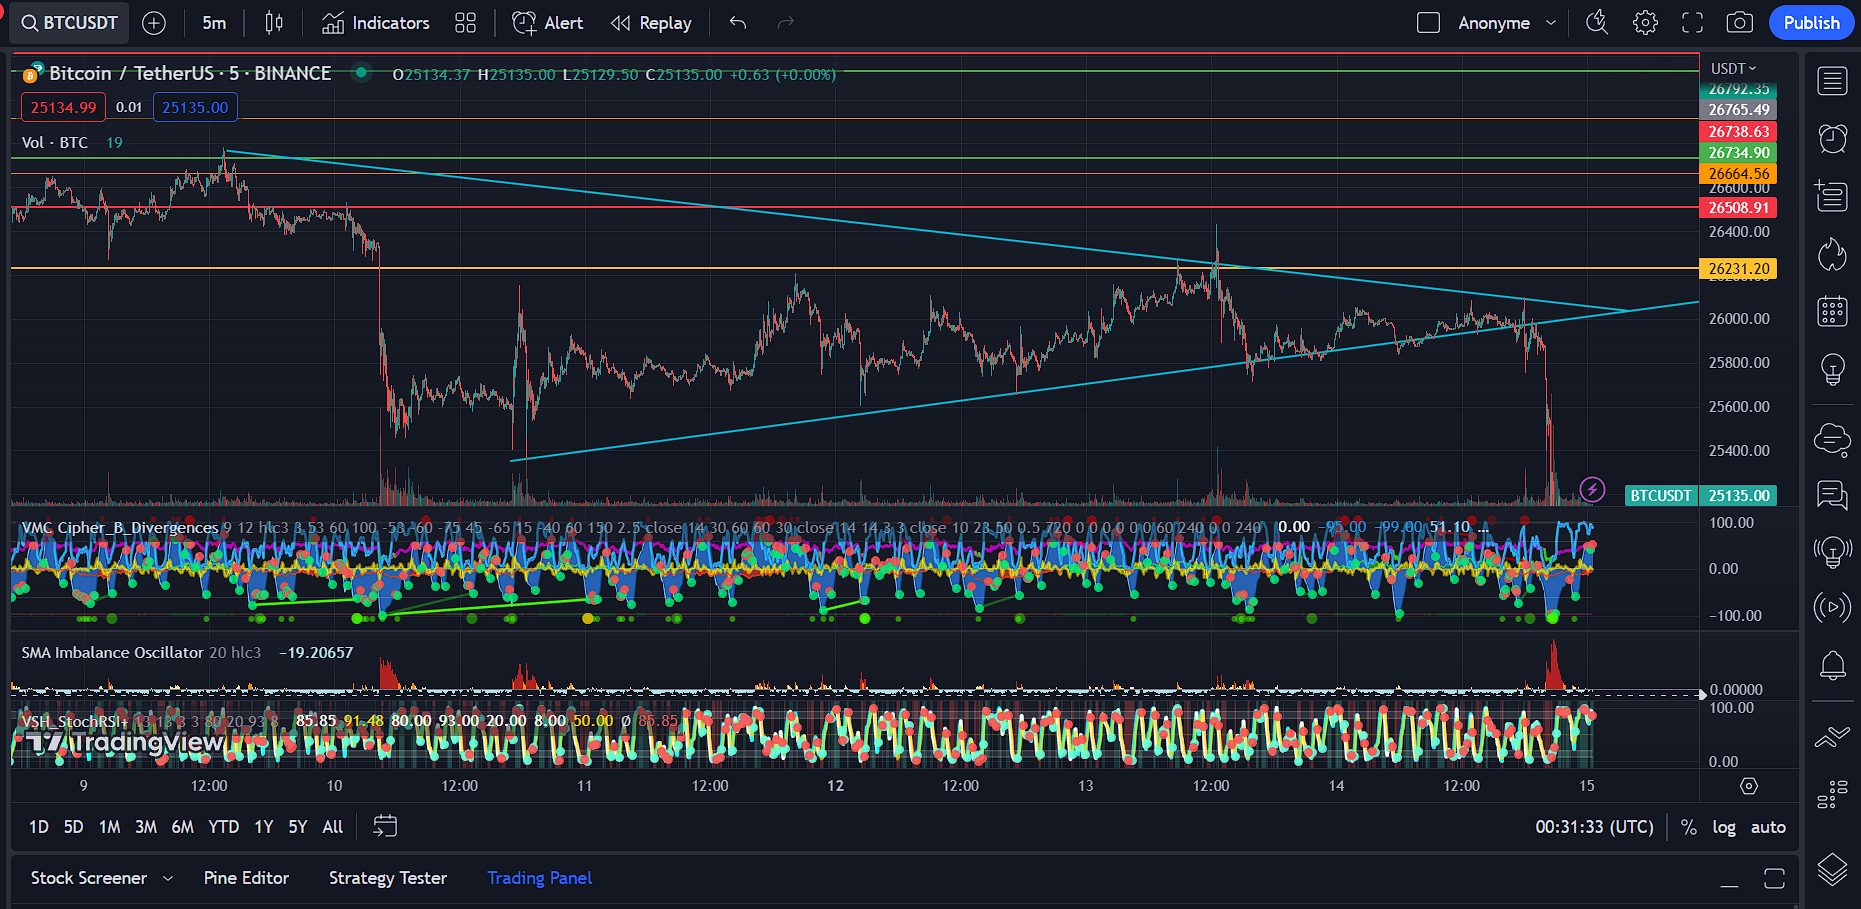 BTCUSDT 5m Indicators Alert Replay Anonyme Publish
Bitcoin / TetherUS · 5 · BINANCE O25134.37 H25135.00 L25129.50 C25135.00 +0.63 (+0.00%)
USDT
26792.35
25134.99 0.01 25135.00
26765.49
26738.63
Vol · BTC 19
26734.90
26664.56
26600.00
26508.91
26400.00
26231.20
26000.00
25800.00
25600.00
25400.00
BTCUSDT 25135.00
VMC Cipher_B_Divergences 9 12 hlc3 3 53 60 100 -53 -60 -75 45 -65 15 -40 60 150 2.5 close 14 30 60 60 30 close 14 14 3 3 close 10 23 50 0.5 720 0 0 0 0 0 0 60 240 0 0 240 0.00 -95.00 -99.00 51.10 ...
100.00
0.00
-100.00
SMA Imbalance Oscillator 20 hlc3 -19.20657
0.00000
VSH_StochRSI+ 13 13 3 3 80 20 93 8 85.85 91.48 80.00 93.00 20.00 8.00 50.00 ø 85.85
100.00
TradingView
0.00
9 12:00 10 12:00 11 12:00 12 12:00 13 12:00 14 12:00 15
1D 5D 1M 3M 6M YTD 1Y 5Y All 00:31:33 (UTC) % log auto
Stock Screener Pine Editor Strategy Tester Trading Panel